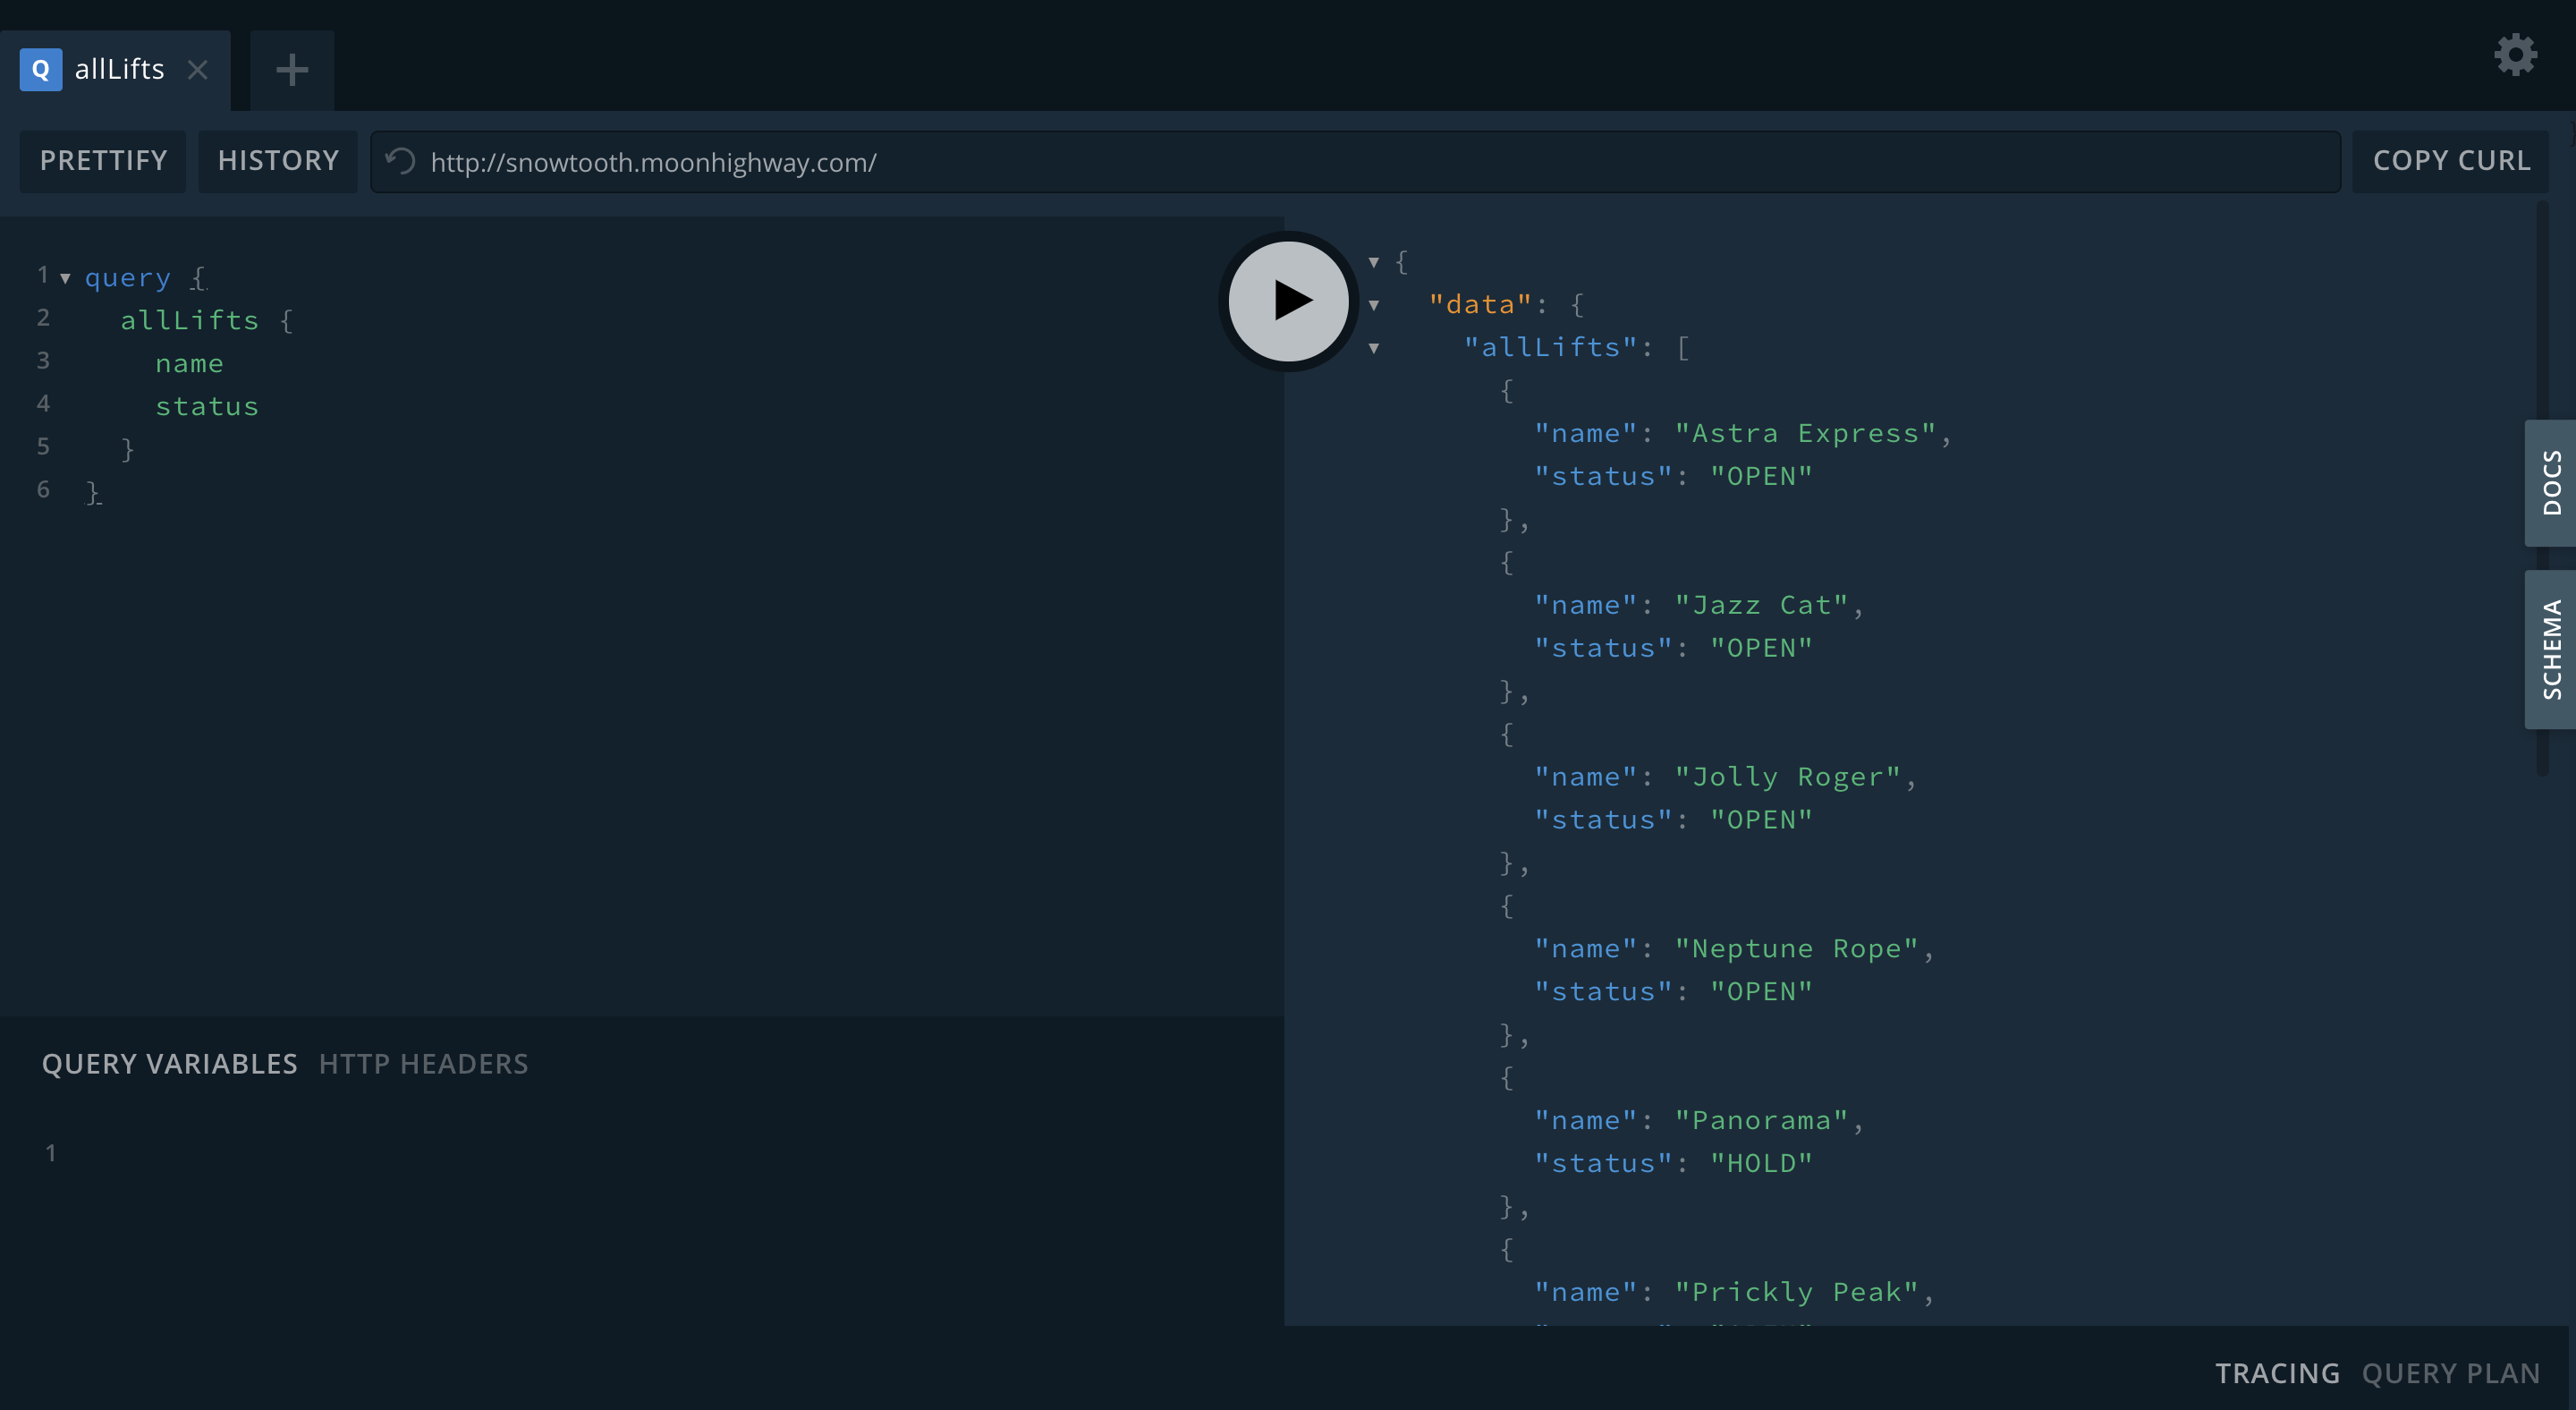 Q allLifts
PRETTIFY HISTORY http://snowtooth.moonhighway.com/ COPY CURL
1 query {
2 allLifts {
3 name
4 status
5 }
6 }
QUERY VARIABLES HTTP HEADERS
1
{
"data": {
"allLifts": [
{
"name": "Astra Express",
"status": "OPEN"
},
{
"name": "Jazz Cat",
"status": "OPEN"
},
{
"name": "Jolly Roger",
"status": "OPEN"
},
{
"name": "Neptune Rope",
"status": "OPEN"
},
{
"name": "Panorama",
"status": "HOLD"
},
{
"name": "Prickly Peak",
DOCS
SCHEMA
TRACING QUERY PLAN